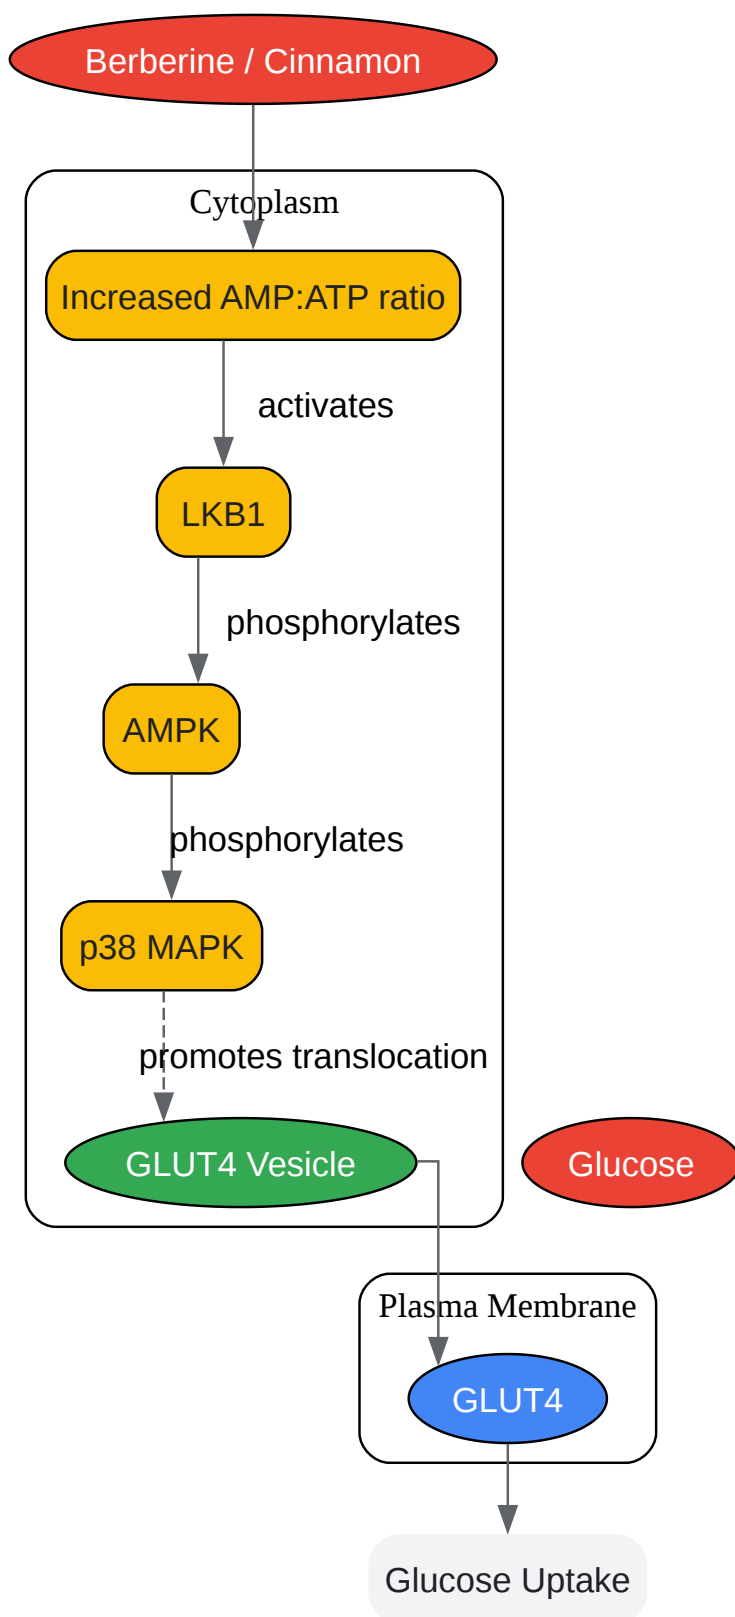 Berberine / Cinnamon
Cytoplasm
Increased AMP:ATP ratio
activates
LKB1
phosphorylates
AMPK
phosphorylates
p38 MAPK
promotes translocation
GLUT4 Vesicle
Glucose
Plasma Membrane
GLUT4
Glucose Uptake